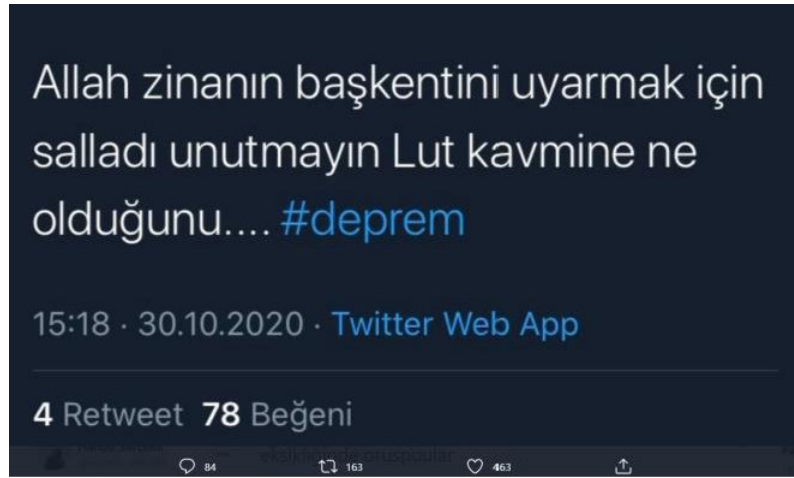 Allah zinanın başkentini uyarmak için
salladı unutmayın Lut kavmine ne
olduğunu.... #deprem
15:18 · 30.10.2020 · Twitter Web App
4 Retweet 78 Beğeni
84 163 463